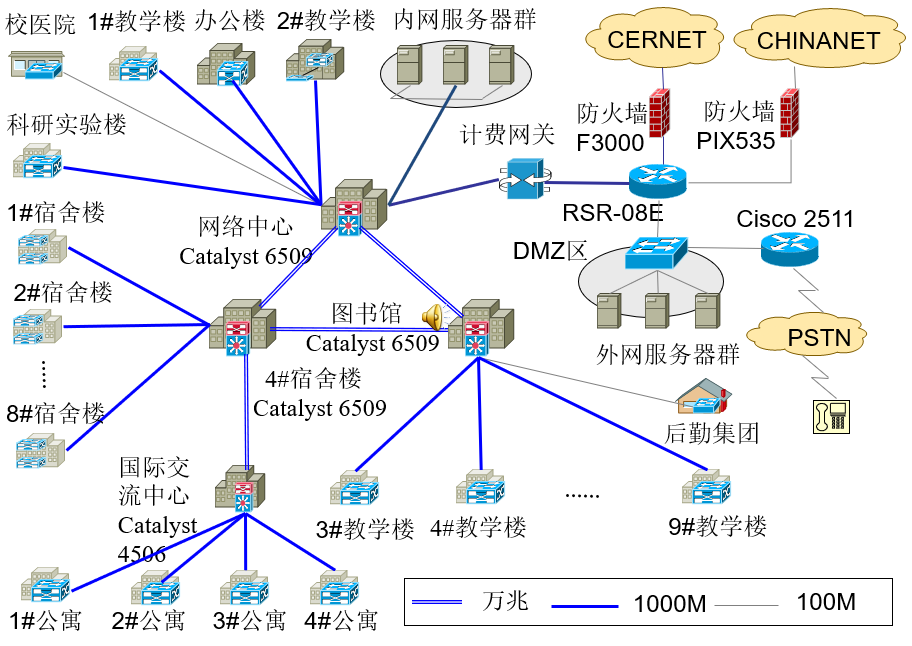 校医院
1#教学楼
办公楼
2#教学楼
内网服务器群
CERNET
CHINANET
科研实验楼
计费网关
防火墙
F3000
防火墙
PIX535
1#宿舍楼
网络中心
Catalyst 6509
RSR-08E
DMZ区
Cisco 2511
2#宿舍楼
……
8#宿舍楼
图书馆
Catalyst 6509
4#宿舍楼
Catalyst 6509
外网服务器群
PSTN
后勤集团
国际交
流中心
Catalyst
4506
3#教学楼
4#教学楼
......
9#教学楼
1#公寓
2#公寓
3#公寓
4#公寓
万兆
1000M
100M